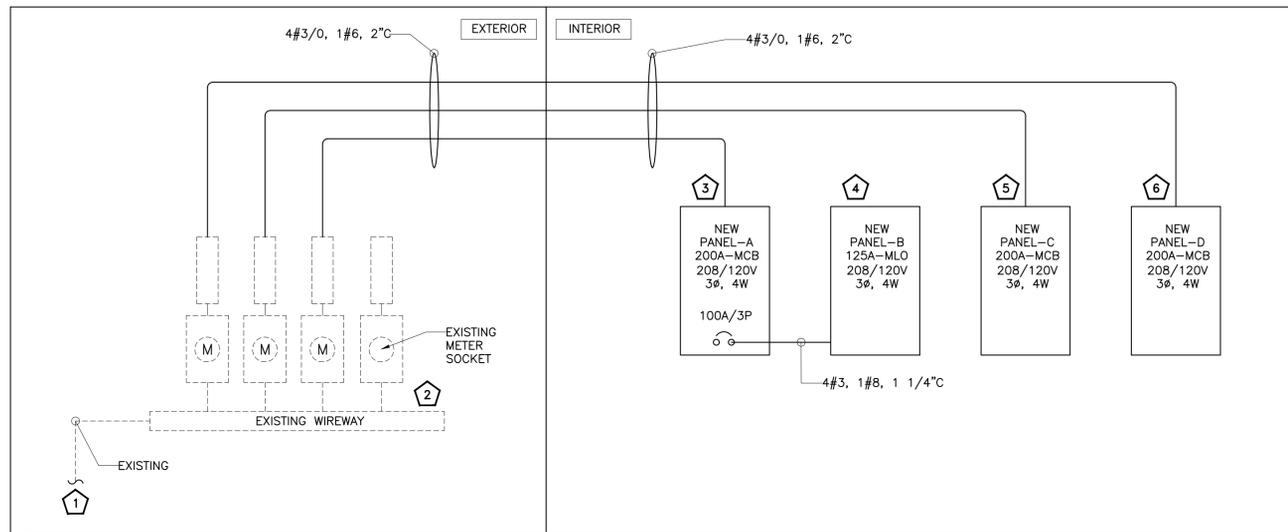 4#3/0, 1#6, 2"C
EXTERIOR
INTERIOR
4#3/0, 1#6, 2"C
3
4
5
6
NEW
PANEL-A
200A-MCB
208/120V
3ø, 4W
100A/3P
NEW
PANEL-B
125A-MLO
208/120V
3ø, 4W
NEW
PANEL-C
200A-MCB
208/120V
3ø, 4W
NEW
PANEL-D
200A-MCB
208/120V
3ø, 4W
M
M
M
EXISTING
METER
SOCKET
4#3, 1#8, 1 1/4"C
2
EXISTING WIREWAY
EXISTING
1